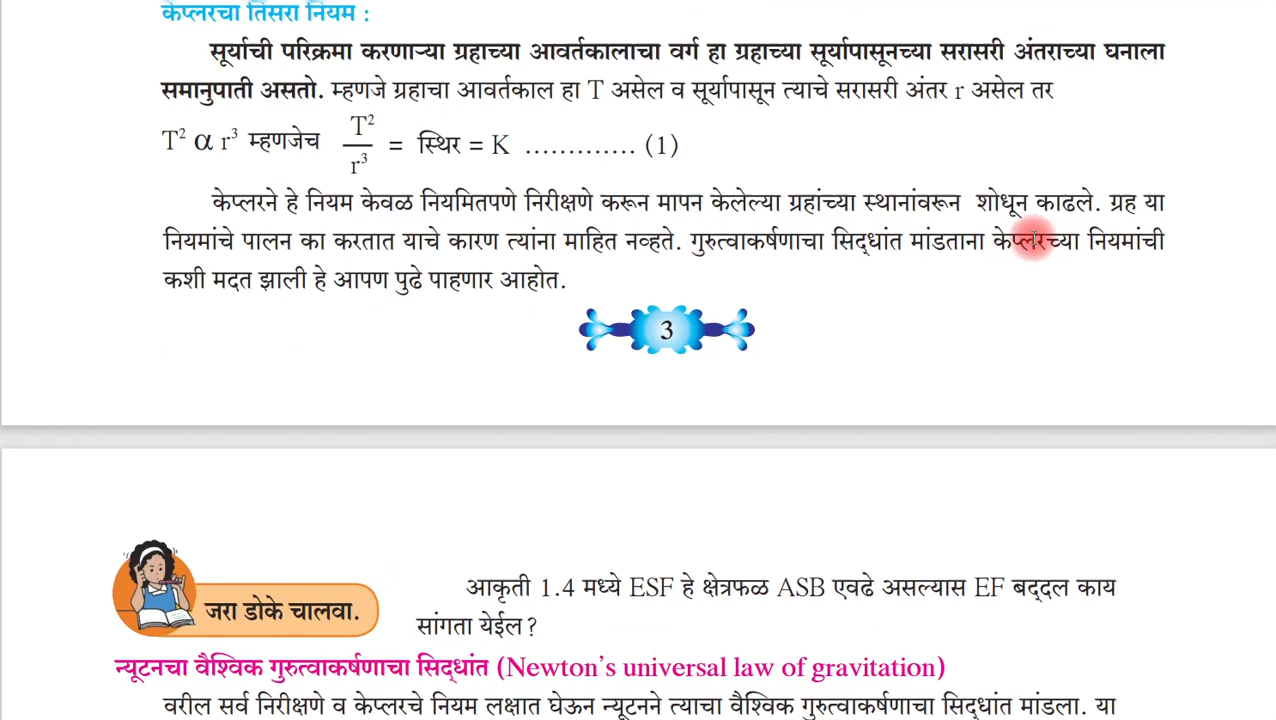 केप्लरचा तिसरा नियम :
सूर्याची परिक्रमा करणाऱ्या ग्रहाच्या आवर्तकालाचा वर्ग हा ग्रहाच्या सूर्यापासूनच्या सरासरी अंतराच्या घनाला
समानुपाती असतो. म्हणजे ग्रहाचा आवर्तकाल हा T असेल व सूर्यापासून त्याचे सरासरी अंतर r असेल तर
T² α r³ म्हणजेच T²/r³ = स्थिर = K ............. (1)
केप्लरने हे नियम केवळ नियमितपणे निरीक्षणे करून मापन केलेल्या ग्रहांच्या स्थानांवरून शोधून काढले. ग्रह या
नियमांचे पालन का करतात याचे कारण त्यांना माहित नव्हते. गुरुत्वाकर्षणाचा सिद्धांत मांडताना केप्लरच्या नियमांची
कशी मदत झाली हे आपण पुढे पाहणार आहोत.
3
आकृती 1.4 मध्ये ESF हे क्षेत्रफळ ASB एवढे असल्यास EF बद्दल काय
जरा डोके चालवा.
सांगता येईल?
न्यूटनचा वैश्विक गुरुत्वाकर्षणाचा सिद्धांत (Newton's universal law of gravitation)
वरील सर्व निरीक्षणे व केप्लरचे नियम लक्षात घेऊन न्यूटनने त्याचा वैश्विक गुरुत्वाकर्षणाचा सिद्धांत मांडला. या